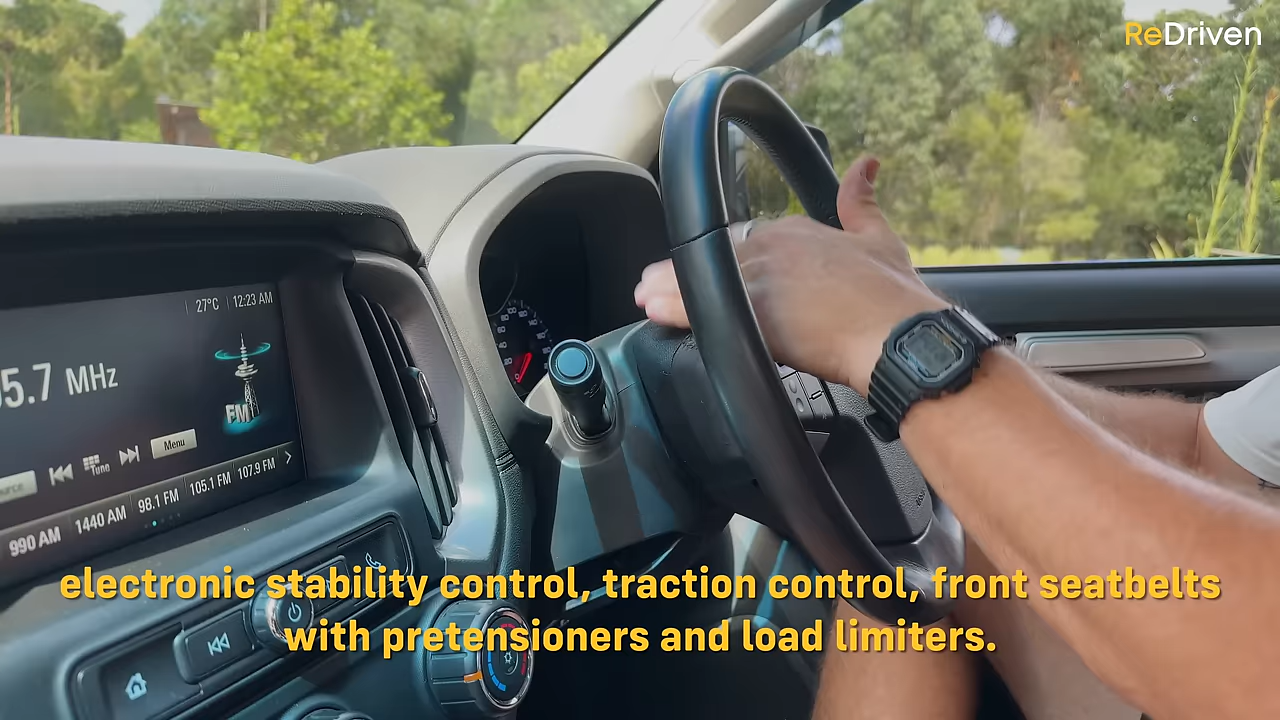 ReDriven
27°C 12:23 AM
5.7 MHz
FM
Tune
Menu
990 AM 1440 AM 98.1 FM 105.1 FM 107.9 FM
electronic stability control, traction control, front seatbelts
with pretensioners and load limiters.